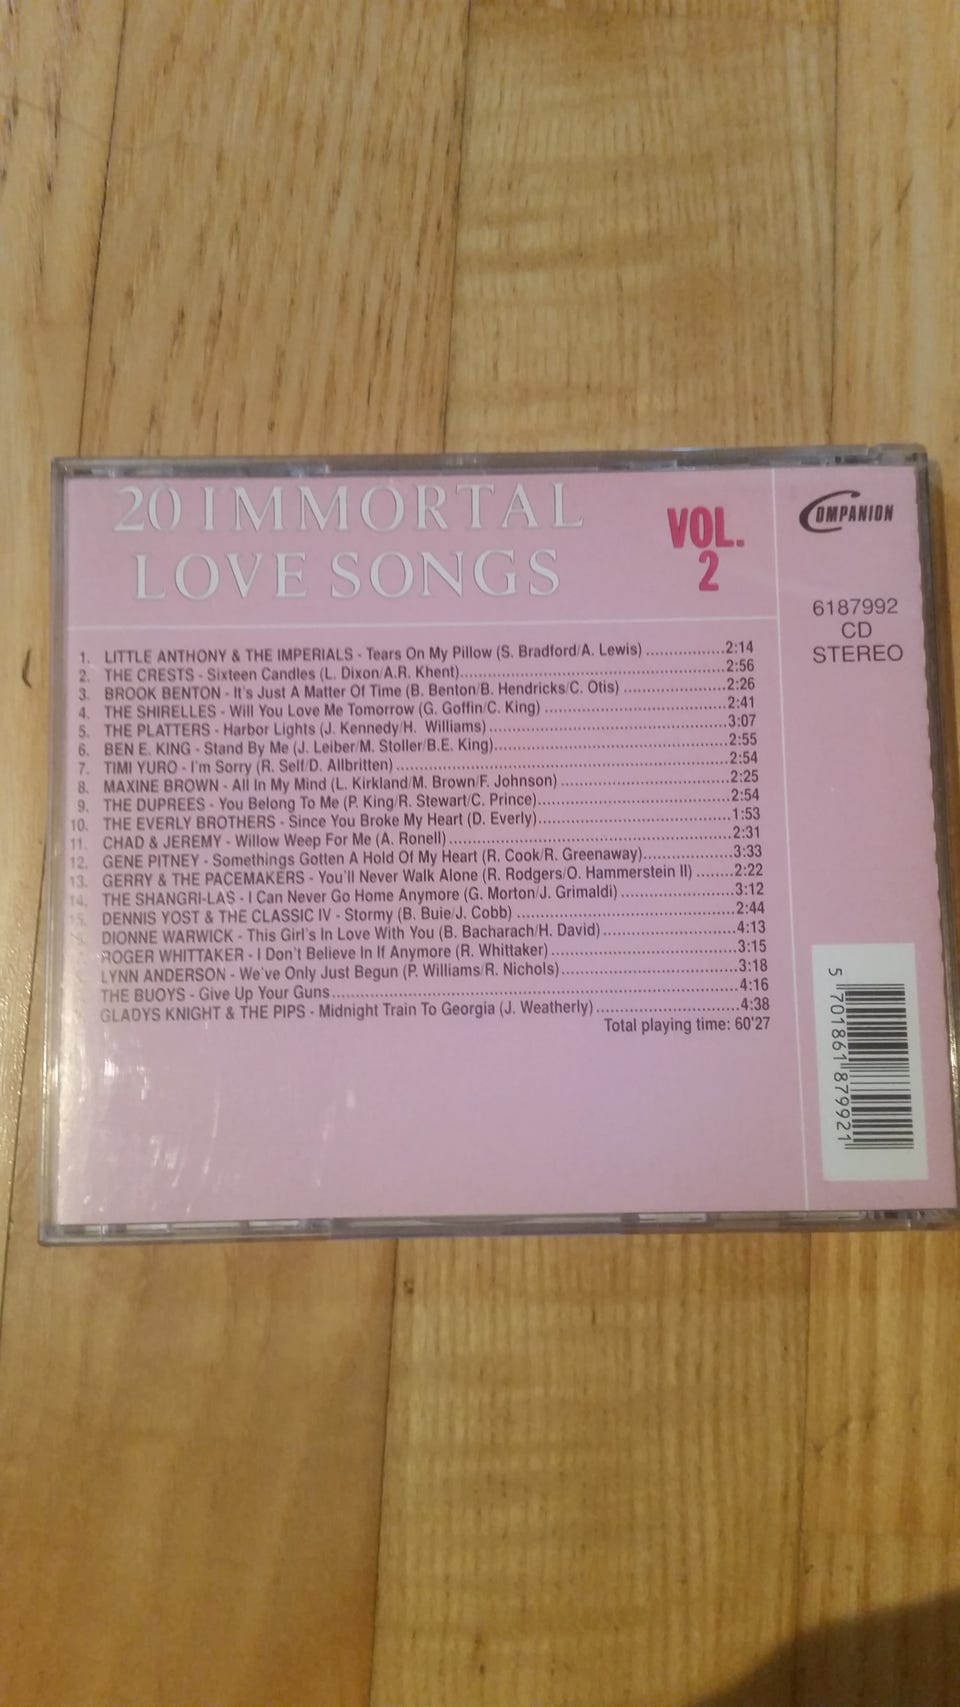 20 IMMORTAL
LOVE SONGS
VOL.
2
COMPANION
6187992
CD
STEREO
1. LITTLE ANTHONY & THE IMPERIALS - Tears On My Pillow (S. Bradford/A. Lewis) ..................2:14
2. THE CRESTS - Sixteen Candles (L. Dixon/A.R. Khent)..................2:56
3. BROOK BENTON - It's Just A Matter Of Time (B. Benton/B. Hendricks/C. Otis) ..................2:26
4. THE SHIRELLES - Will You Love Me Tomorrow (G. Goffin/C. King) ..................2:41
5. THE PLATTERS - Harbor Lights (J. Kennedy/H. Williams) ..................3:07
6. BEN E. KING - Stand By Me (J. Leiber/M. Stoller/B.E. King)..................2:55
7. TIMI YURO - I'm Sorry (R. Self/D. Allbritten) ..................2:54
8. MAXINE BROWN - All In My Mind (L. Kirkland/M. Brown/F. Johnson) ..................2:25
9. THE DUPREES - You Belong To Me (P. King/R. Stewart/C. Prince)..................2:54
10. THE EVERLY BROTHERS - Since You Broke My Heart (D. Everly)..................1:53
11. CHAD & JEREMY - Willow Weep For Me (A. Ronell)..................2:31
12. GENE PITNEY - Somethings Gotten A Hold Of My Heart (R. Cook/R. Greenaway)..................3:33
13. GERRY & THE PACEMAKERS - You'll Never Walk Alone (R. Rodgers/O. Hammerstein II) ........2:22
14. THE SHANGRI-LAS - I Can Never Go Home Anymore (G. Morton/J. Grimaldi) ..................3:12
15. DENNIS YOST & THE CLASSIC IV - Stormy (B. Buie/J. Cobb) ..................2:44
DIONNE WARWICK - This Girl's In Love With You (B. Bacharach/H. David)..................4:13
ROGER WHITTAKER - I Don't Believe In If Anymore (R. Whittaker) ..................3:15
LYNN ANDERSON - We've Only Just Begun (P. Williams/R. Nichols)..................3:18
THE BUOYS - Give Up Your Guns..................4:16
GLADYS KNIGHT & THE PIPS - Midnight Train To Georgia (J. Weatherly) ..................4:38
Total playing time: 60'27
5 701861 879921